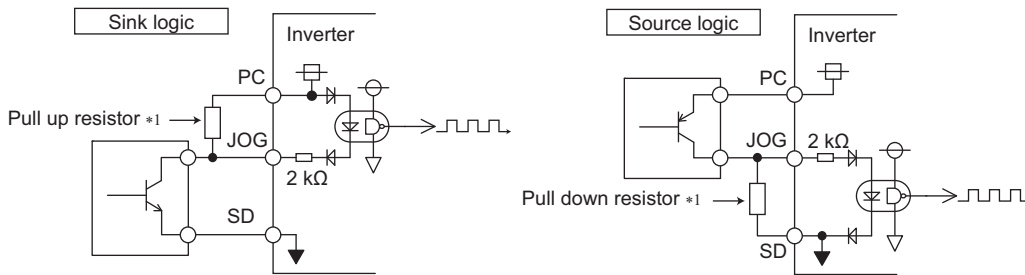 Sink logic
Inverter
PC
Pull up resistor *1
JOG
2 kΩ
SD
Source logic
Inverter
PC
JOG
2 kΩ
Pull down resistor *1
SD